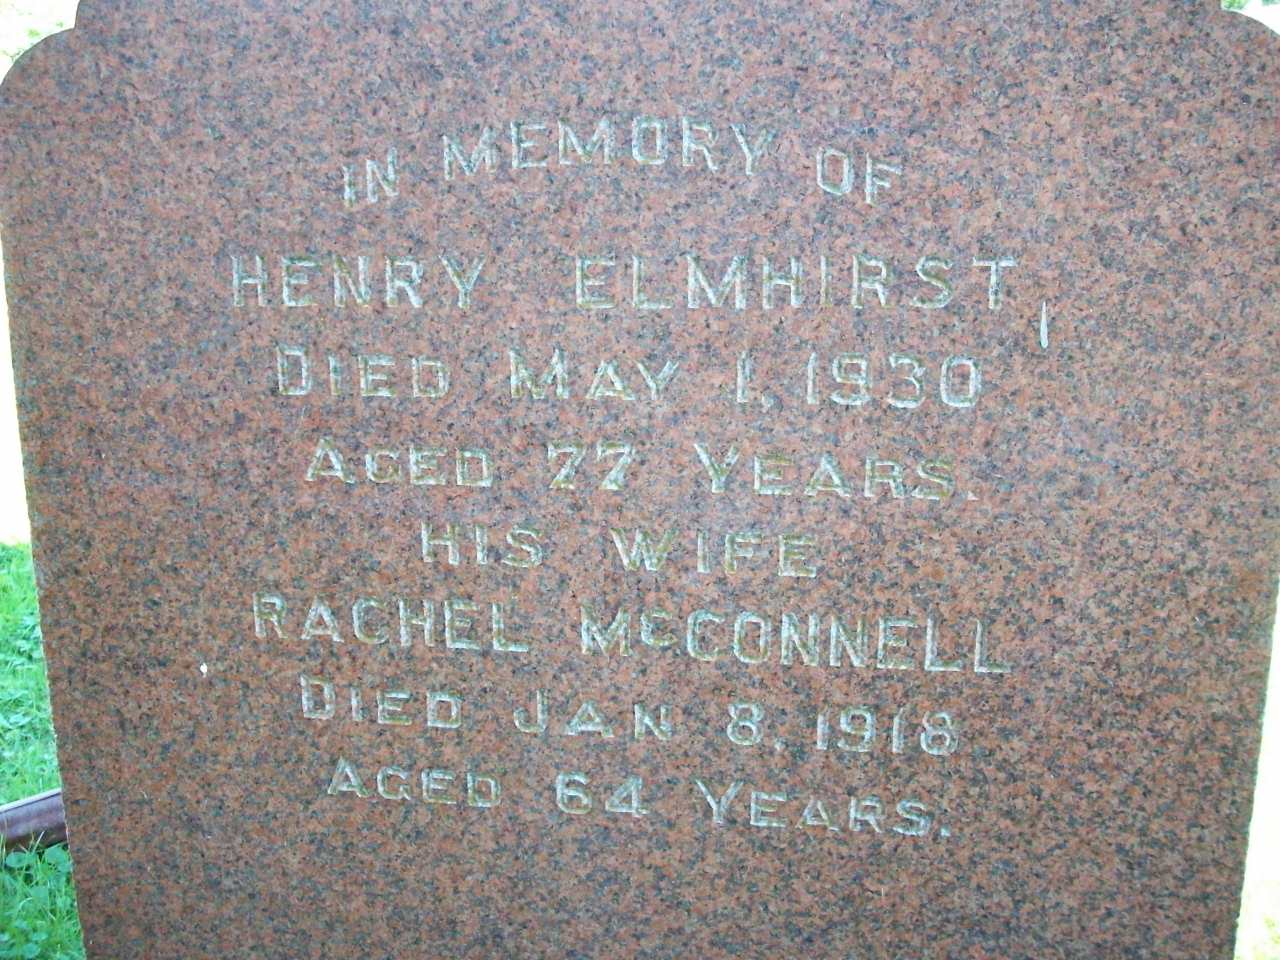 IN MEMORY OF
HENRY ELMHIRST
DIED MAY 1, 1930
AGED 77 YEARS.
HIS WIFE
RACHEL McCONNELL
DIED JAN 8, 1918
AGED 64 YEARS.